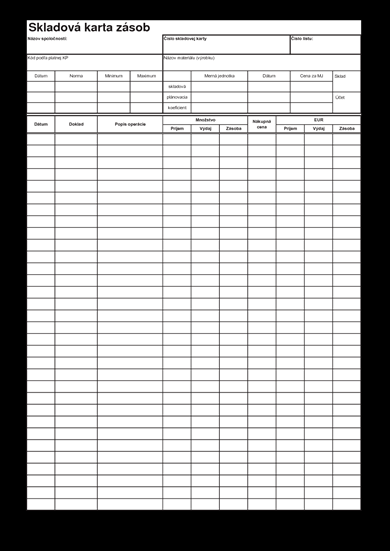 Skladová karta zásob
Názov spoločnosti: Číslo skladovej karty: Číslo listu:
Kód podľa platnej KP Názov materiálu (výrobku)
Dátum Norma Minimum Maximum Merná jednotka Dátum Cena za MJ Sklad
skladová
plánovacia Účet
koeficient
Dátum Doklad Popis operácie Množstvo Nákupná cena EUR
Príjem Výdaj Zásoba Príjem Výdaj Zásoba